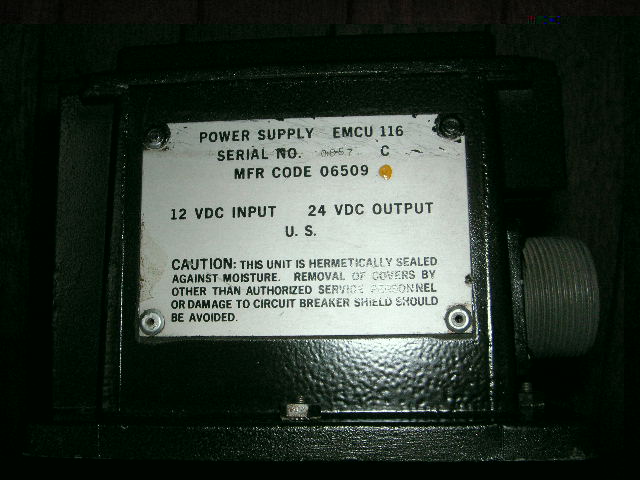 POWER SUPPLY EMCU 116
SERIAL NO. 0057 C
MFR CODE 06509
12 VDC INPUT 24 VDC OUTPUT
U. S.
CAUTION: THIS UNIT IS HERMETICALLY SEALED
AGAINST MOISTURE. REMOVAL OF COVERS BY
OTHER THAN AUTHORIZED SERVICE PERSONNEL
OR DAMAGE TO CIRCUIT BREAKER SHIELD SHOULD
BE AVOIDED.